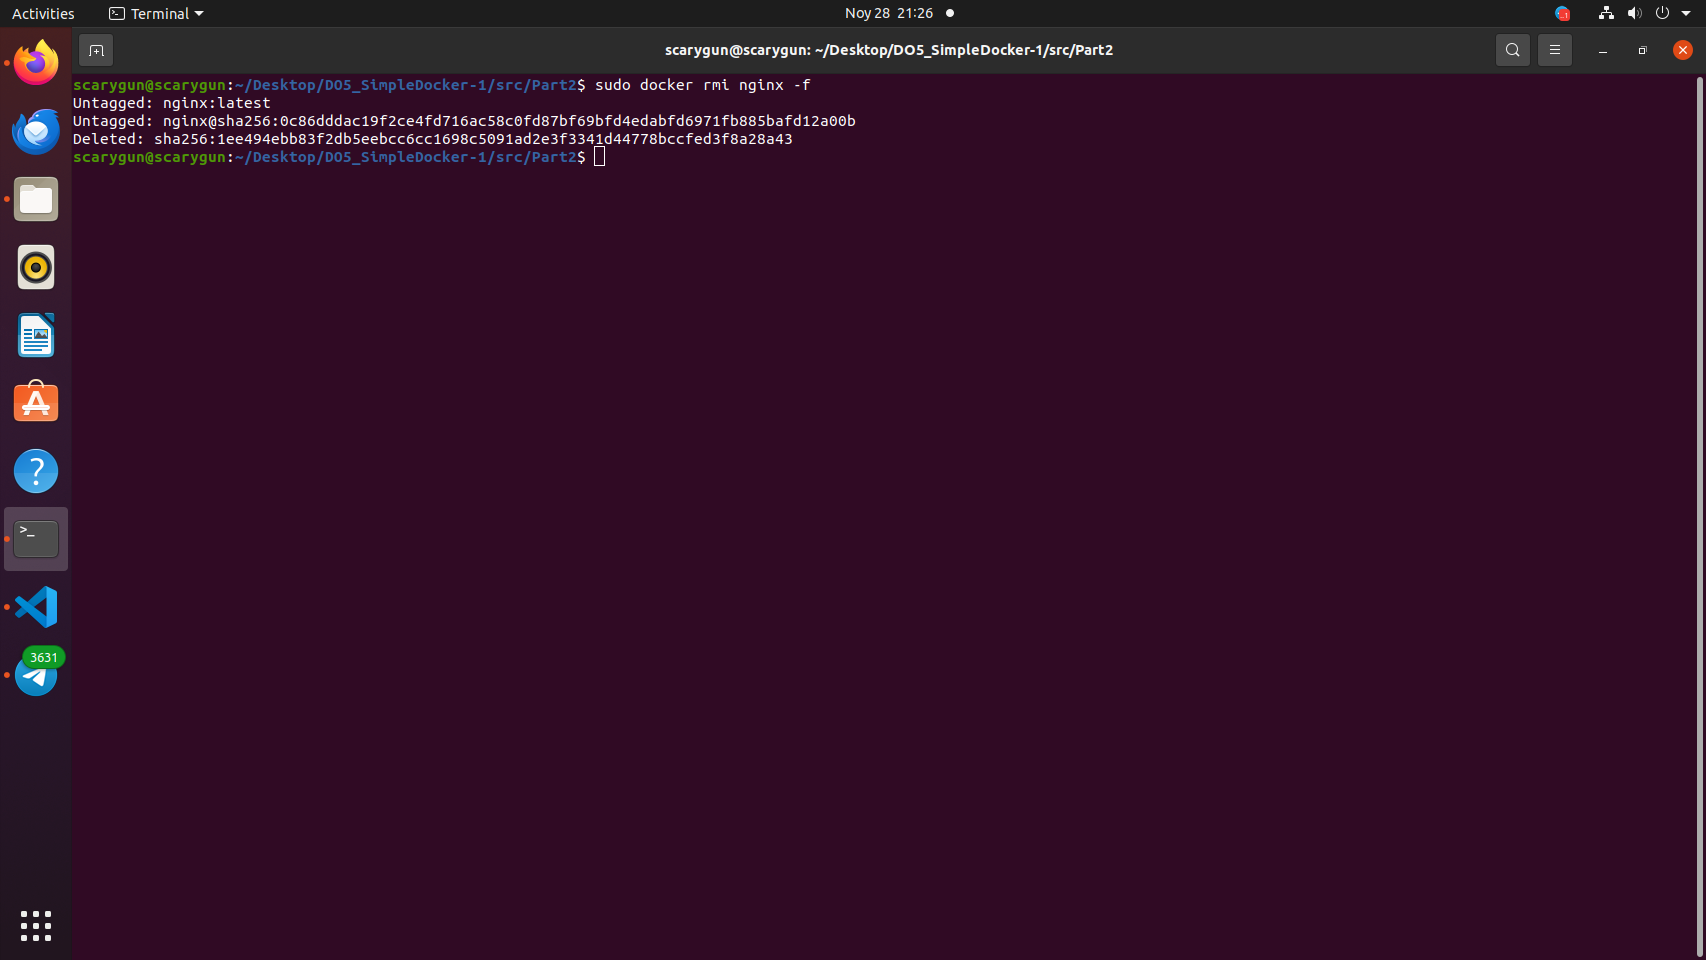 Activities
Terminal
Noy 28 21:26
scarygun@scarygun: ~/Desktop/DO5_SimpleDocker-1/src/Part2
scarygun@scarygun:~/Desktop/DO5_SimpleDocker-1/src/Part2$ sudo docker rmi nginx -f
Untagged: nginx:latest
Untagged: nginx@sha256:0c86dddac19f2ce4fd716ac58c0fd87bf69bfd4edabfd6971fb885bafd12a00b
Deleted: sha256:1ee494ebb83f2db5eebcc6cc1698c5091ad2e3f3341d44778bccfed3f8a28a43
scarygun@scarygun:~/Desktop/DO5_SimpleDocker-1/src/Part2$
>_
3631